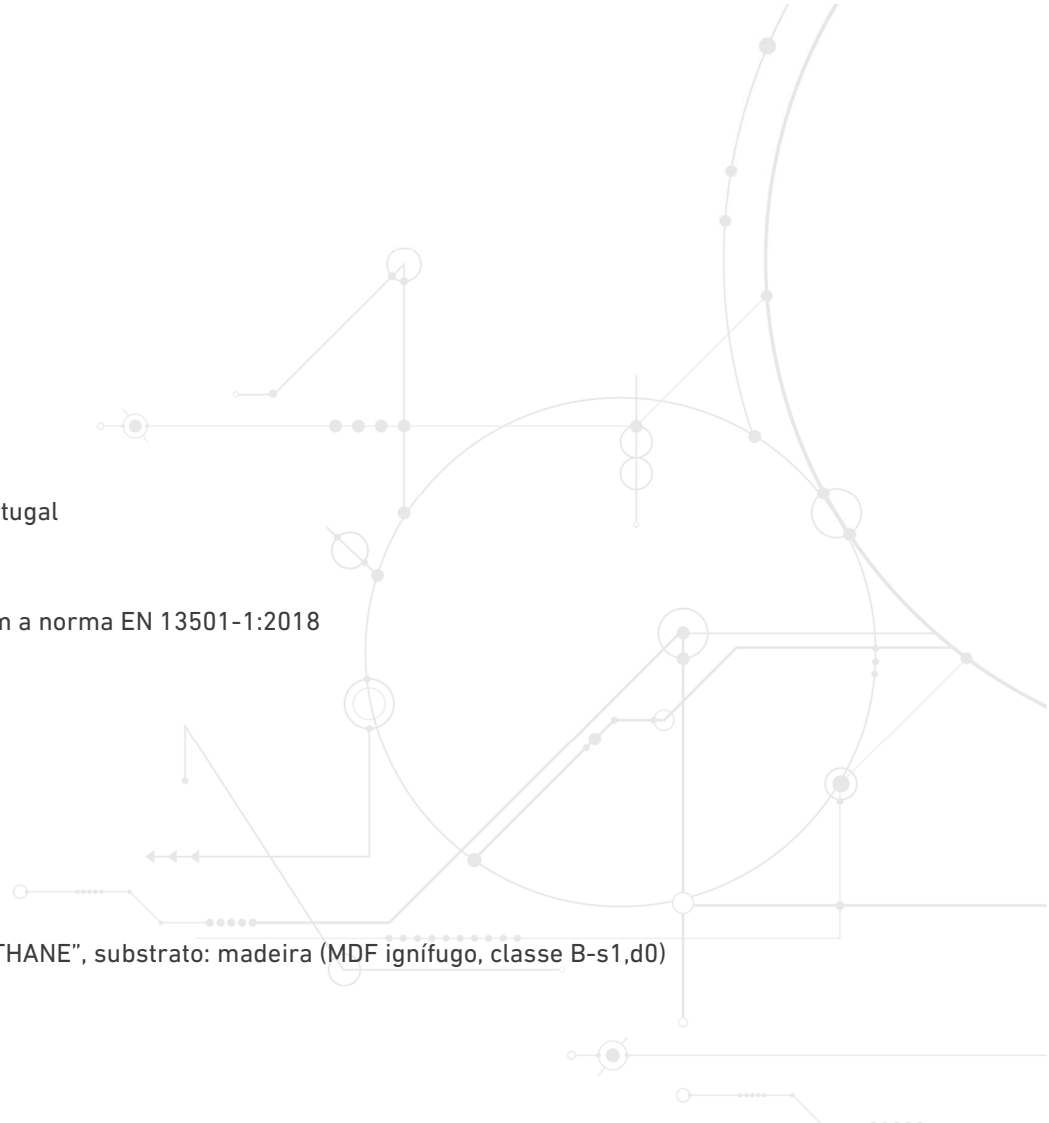 tugal
m a norma EN 13501-1:2018
THANE”, substrato: madeira (MDF ignífugo, classe B-s1,d0)